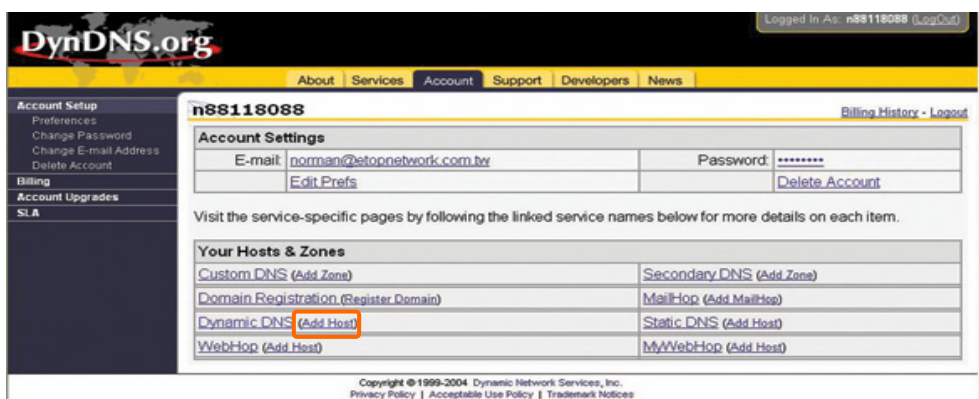 Logged In As: n88118088 (LogOut)
DynDNS.org
About Services Account Support Developers News
Account Setup
Preferences
Change Password
Change E-mail Address
Delete Account
Billing
Account Upgrades
SLA
n88118088
Billing History - Logout
Account Settings
E-mail: norman@etopnetwork.com.tw Password: ••••••••
Edit Prefs Delete Account
Visit the service-specific pages by following the linked service names below for more details on each item.
Your Hosts & Zones
Custom DNS (Add Zone) Secondary DNS (Add Zone)
Domain Registration (Register Domain) MailHop (Add MailHop)
Dynamic DNS (Add Host) Static DNS (Add Host)
WebHop (Add Host) MyWebHop (Add Host)
Copyright © 1999-2004 Dynamic Network Services, Inc.
Privacy Policy | Acceptable Use Policy | Trademark Notices